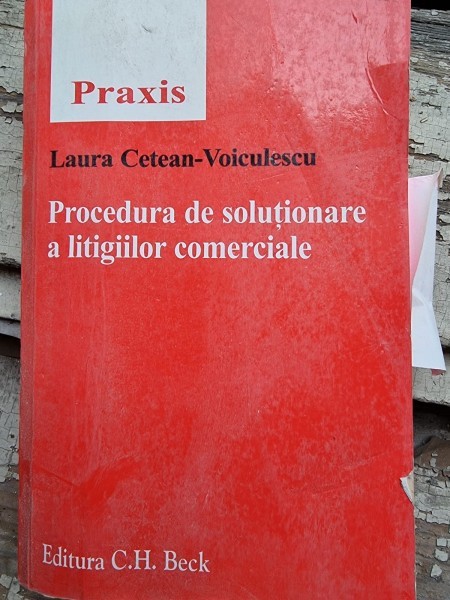 Praxis
Laura Cetean-Voiculescu
Procedura de soluționare
a litigiilor comerciale
Editura C.H. Beck